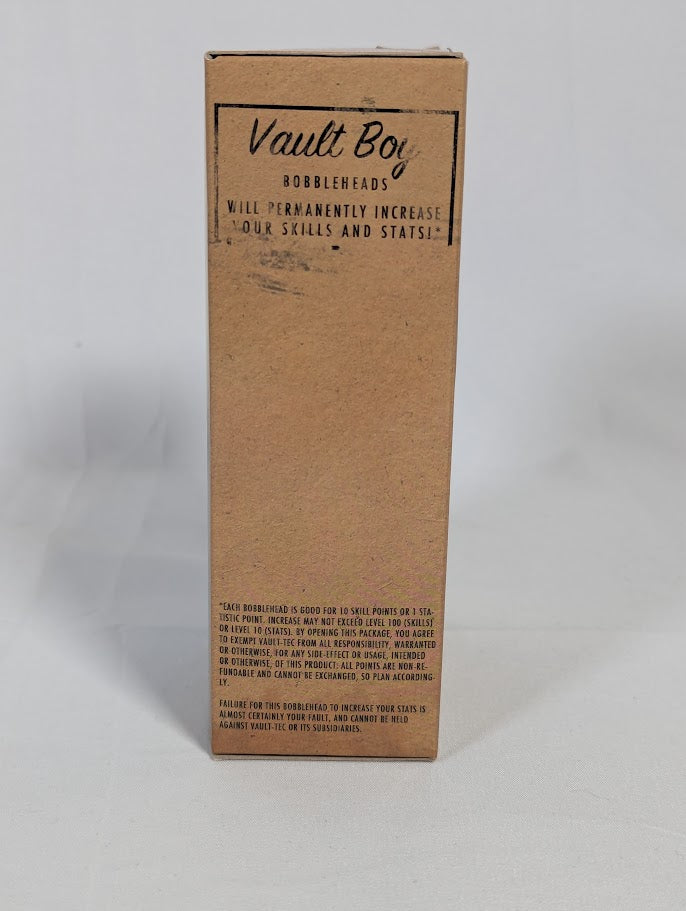 Vault Boy
BOBBLEHEADS
WILL PERMANENTLY INCREASE
YOUR SKILLS AND STATS!*
*EACH BOBBLEHEAD IS GOOD FOR 10 SKILL POINTS OR 1 STA-
TISTIC POINT. INCREASE MAY NOT EXCEED LEVEL 100 (SKILLS)
OR LEVEL 10 (STATS). BY OPENING THIS PACKAGE, YOU AGREE
TO EXEMPT VAULT-TEC FROM ALL RESPONSIBILITY, WARRANTED
OR OTHERWISE, FOR ANY SIDE-EFFECT OR USAGE, INTENDED
OR OTHERWISE, OF THIS PRODUCT. ALL POINTS ARE NON-RE-
FUNDABLE AND CANNOT BE EXCHANGED, SO PLAN ACCORDING-
LY.
FAILURE FOR THIS BOBBLEHEAD TO INCREASE YOUR STATS IS
ALMOST CERTAINLY YOUR FAULT, AND CANNOT BE HELD
AGAINST VAULT-TEC OR ITS SUBSIDIARIES.